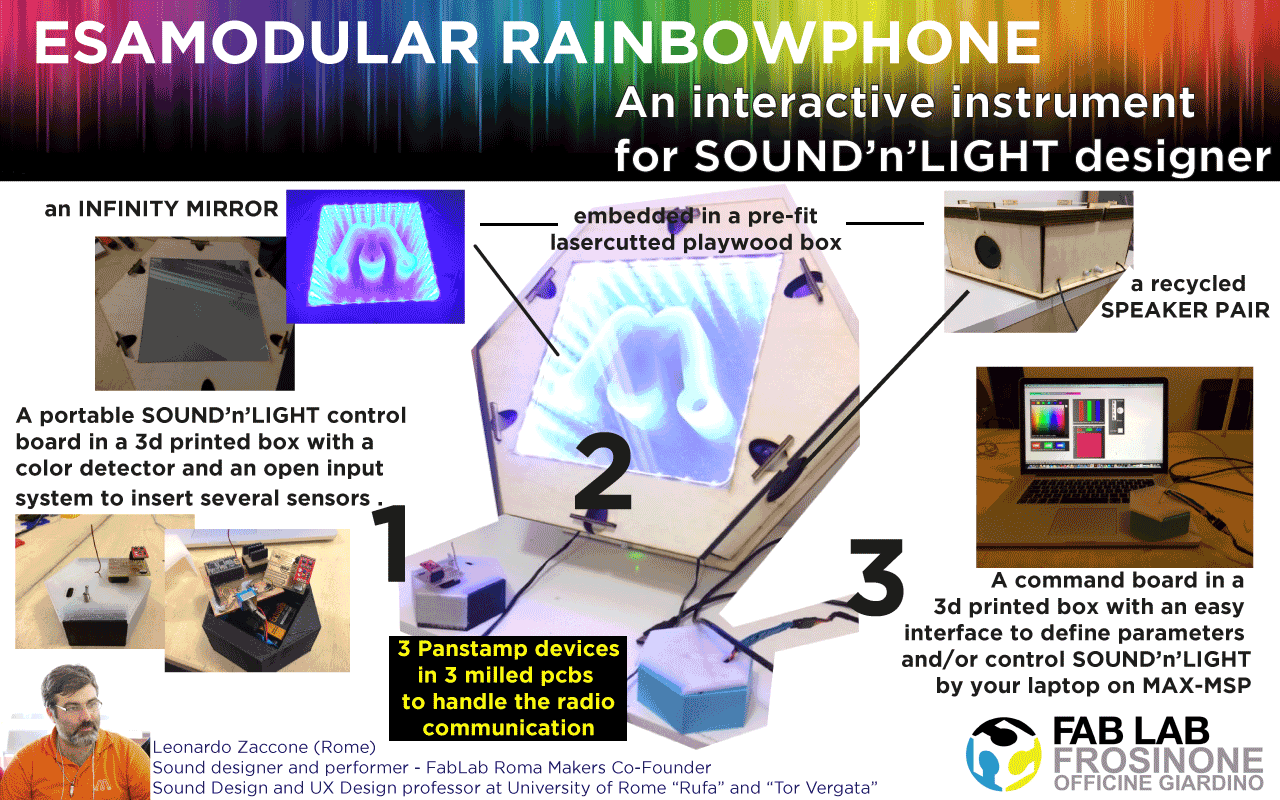 ESAMODULAR RAINBOWPHONE
An interactive instrument
for SOUND'n'LIGHT designer
an INFINITY MIRROR
embedded in a pre-fit
lasercutted playwood box
a recycled
SPEAKER PAIR
A portable SOUND'n'LIGHT control
board in a 3d printed box with a
color detector and an open input
system to insert several sensors .
1
2
3
3 Panstamp devices
in 3 milled pcbs
to handle the radio
communication
A command board in a
3d printed box with an easy
interface to define parameters
and/or control SOUND'n'LIGHT
by your laptop on MAX-MSP
Leonardo Zaccone (Rome)
Sound designer and performer - FabLab Roma Makers Co-Founder
Sound Design and UX Design professor at University of Rome “Rufa” and “Tor Vergata”
FAB LAB
FROSINONE
OFFICINE GIARDINO